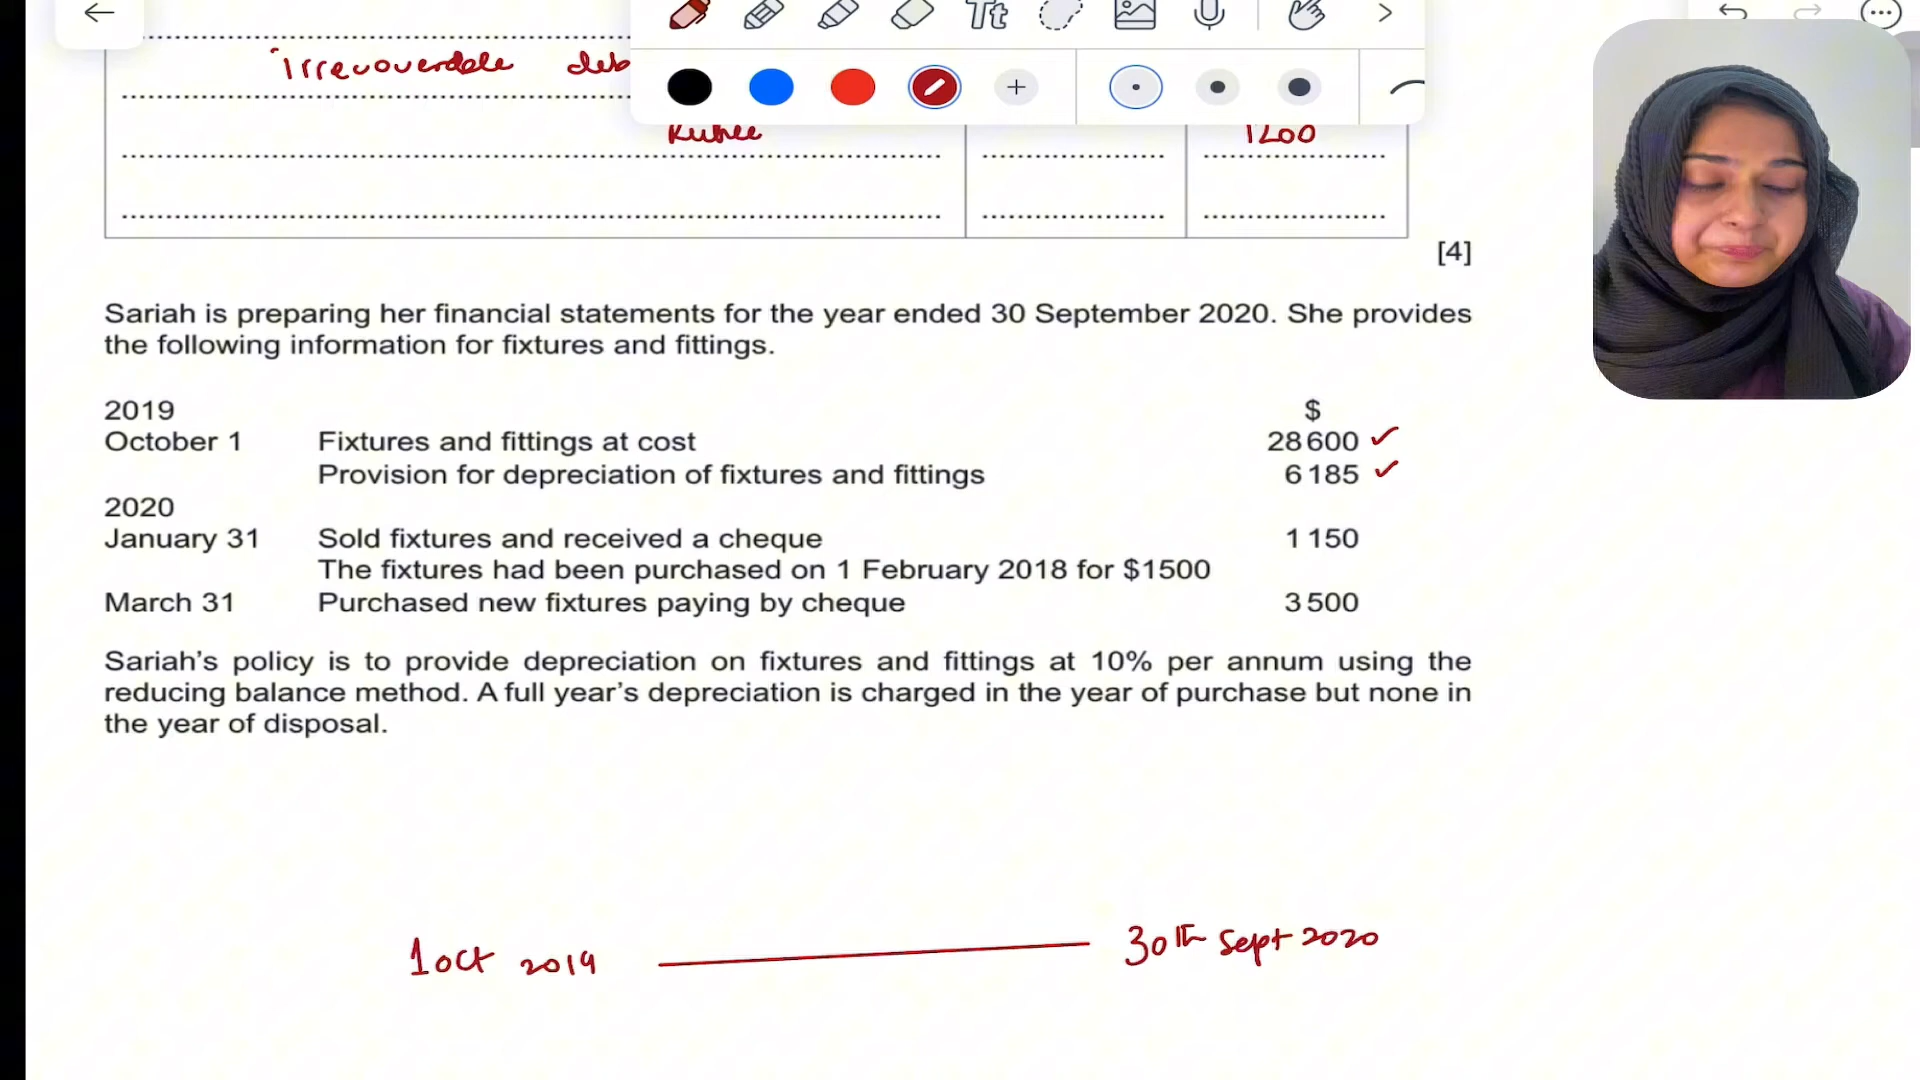 Tt
irrecoverable deb
Rubee
1200
[4]
Sariah is preparing her financial statements for the year ended 30 September 2020. She provides
the following information for fixtures and fittings.
2019 $
October 1 Fixtures and fittings at cost 28 600 ✓
Provision for depreciation of fixtures and fittings 6 185 ✓
2020
January 31 Sold fixtures and received a cheque 1 150
The fixtures had been purchased on 1 February 2018 for $1500
March 31 Purchased new fixtures paying by cheque 3 500
Sariah’s policy is to provide depreciation on fixtures and fittings at 10% per annum using the
reducing balance method. A full year’s depreciation is charged in the year of purchase but none in
the year of disposal.
1 oct 2019 30th Sept 2020